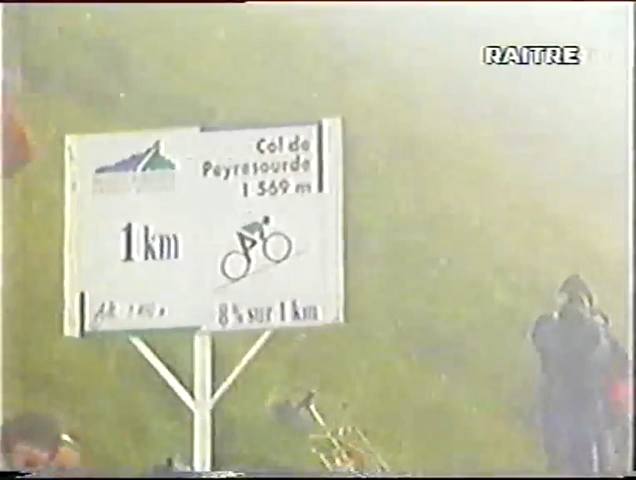 RAITRE
Col de
Peyresourde
1 569 m
1 km
8% sur 1 km